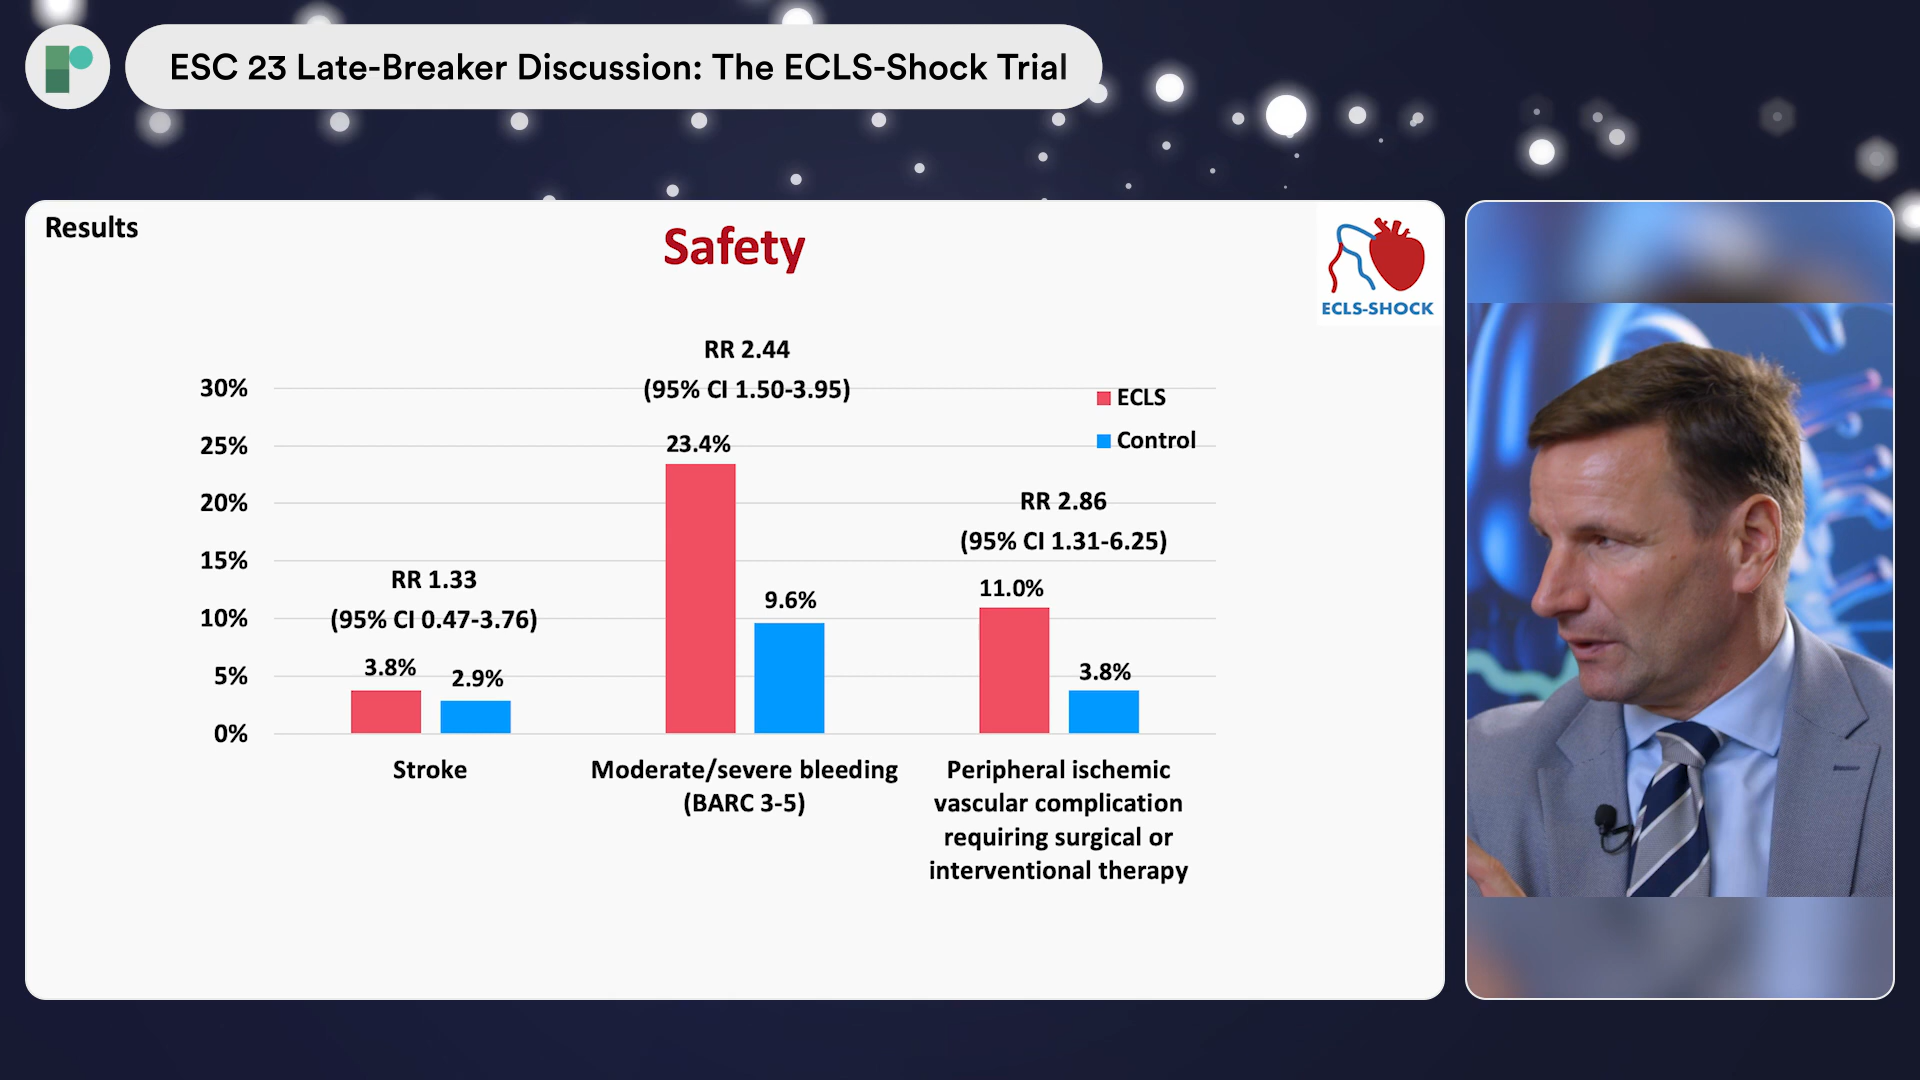 ESC 23 Late-Breaker Discussion: The ECLS-Shock Trial
Results
Safety
ECLS-SHOCK
RR 2.44
(95% CI 1.50-3.95)
30%
25%
20%
15%
10%
5%
0%
ECLS
Control
23.4%
9.6%
RR 2.86
(95% CI 1.31-6.25)
11.0%
3.8%
RR 1.33
(95% CI 0.47-3.76)
3.8%
2.9%
Stroke
Moderate/severe bleeding
(BARC 3-5)
Peripheral ischemic
vascular complication
requiring surgical or
interventional therapy